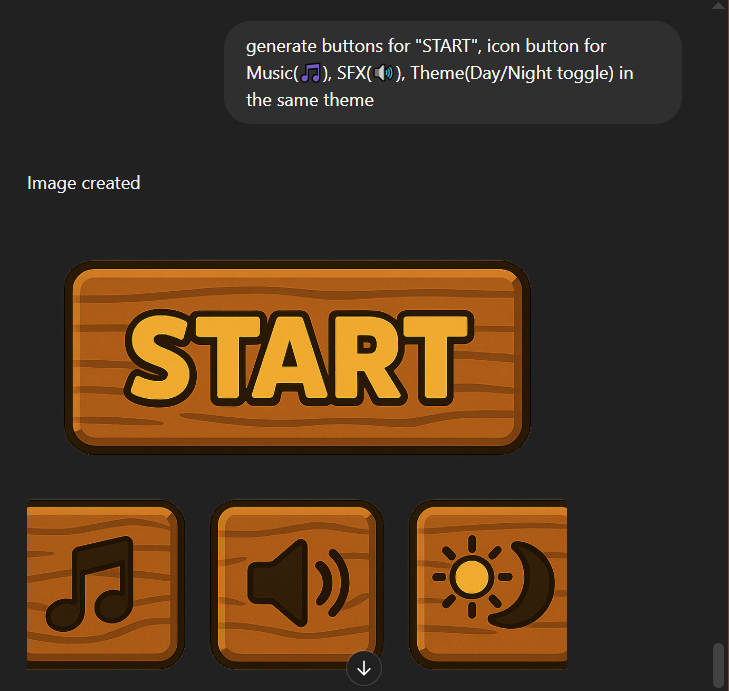 generate buttons for "START", icon button for
Music(🎵), SFX(🔊), Theme(Day/Night toggle) in
the same theme
Image created
START